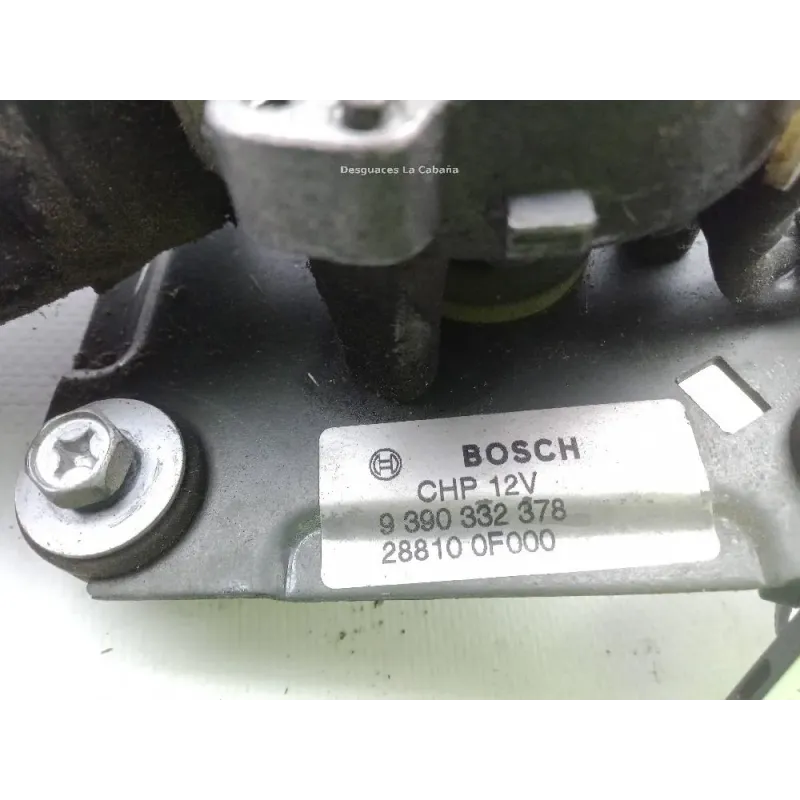 Desguaces La Cabaña
BOSCH
CHP 12V
9 390 332 378
28810 0F000